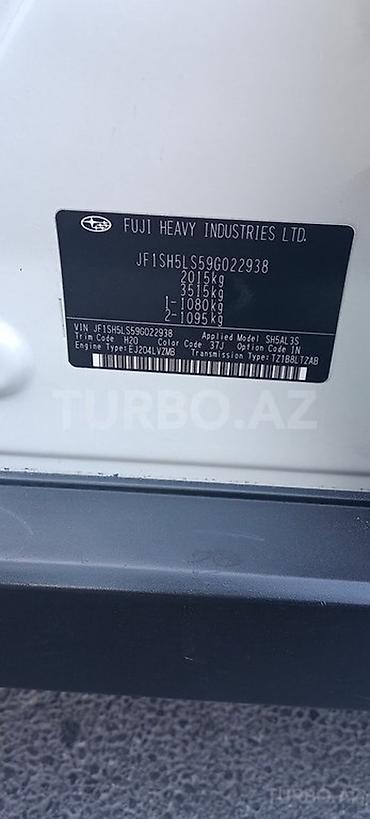 FUJI HEAVY INDUSTRIES LTD.
JF1SH5LS59G022938
2015kg
3515kg
1-1080kg
2-1095kg
VIN JF1SH5LS59G022938 Applied Model SH5AL3S
Trim Code H20 Color Code 37J Option Code 1N
Engine Type: EJ204LVZMB Transmission Type: TZ1B8LTZAB
TURBO.AZ
TURBO.AZ